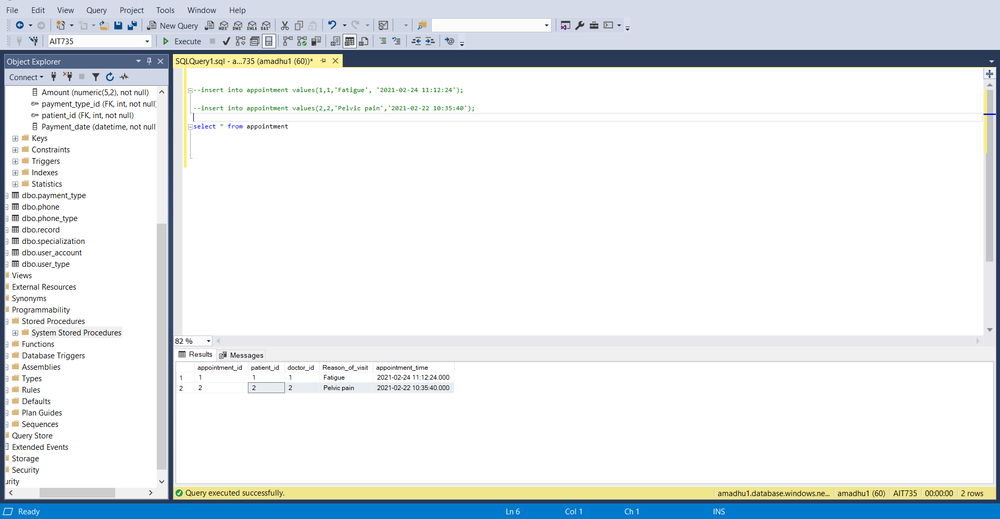 File Edit View Query Project Tools Window Help
New Query MDX DMX XMLA DAX
AIT735 Execute
Object Explorer
Connect
Amount (numeric(5,2), not null)
payment_type_id (FK, int, not null)
patient_id (FK, int, not null)
Payment_date (datetime, not null)
Keys
Constraints
Triggers
Indexes
Statistics
dbo.payment_type
dbo.phone
dbo.phone_type
dbo.record
dbo.specialization
dbo.user_account
dbo.user_type
Views
External Resources
Synonyms
Programmability
Stored Procedures
System Stored Procedures
Functions
Database Triggers
Assemblies
Types
Rules
Defaults
Plan Guides
Sequences
Query Store
Extended Events
Storage
Security
urity
SQLQuery1.sql - a...735 (amadhu1 (60))*
--insert into appointment values(1,1,'Fatigue', '2021-02-24 11:12:24');
--insert into appointment values(2,2,'Pelvic pain','2021-02-22 10:35:40');
select * from appointment
82 %
Results Messages
appointment_id patient_id doctor_id Reason_of_visit appointment_time
1 1 1 1 Fatigue 2021-02-24 11:12:24.000
2 2 2 2 Pelvic pain 2021-02-22 10:35:40.000
Query executed successfully. amadhu1.database.windows.ne... amadhu1 (60) AIT735 00:00:00 2 rows
Ready Ln 6 Col 1 Ch 1 INS